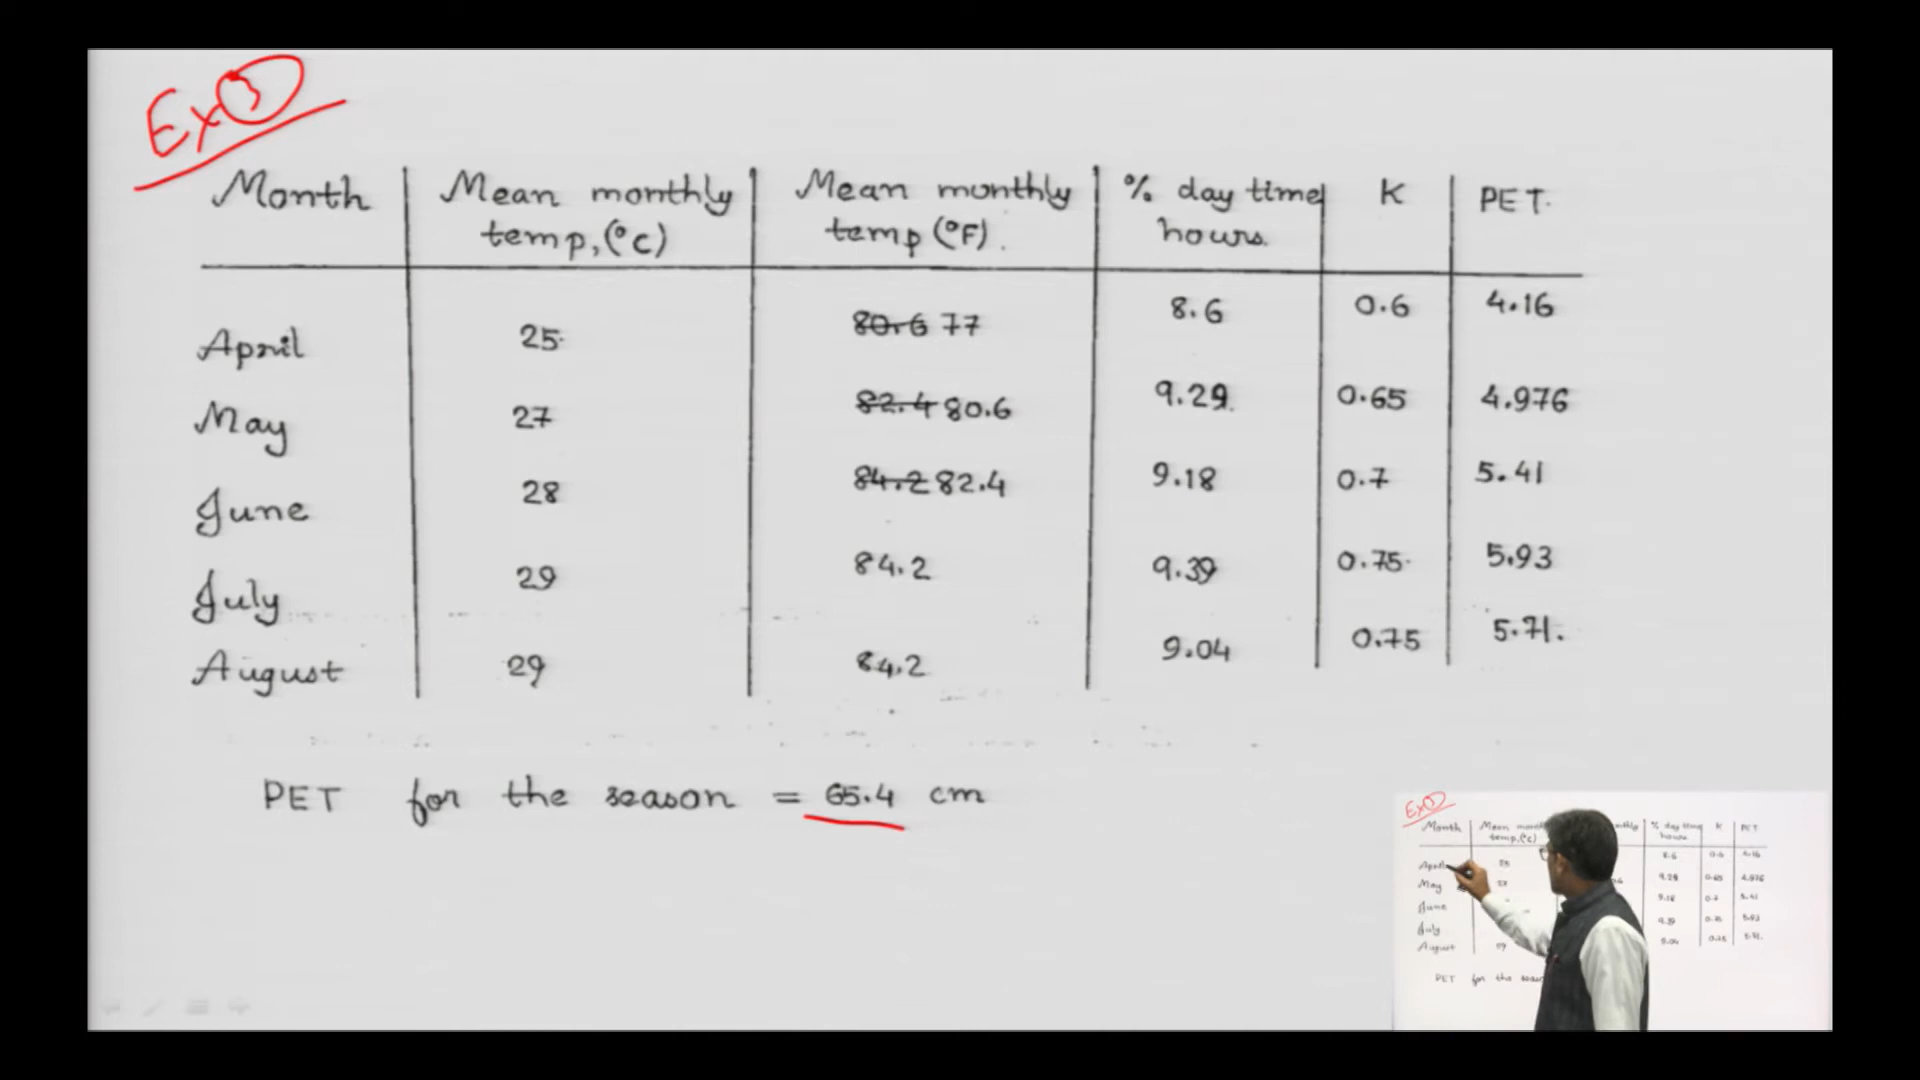 Ex 3
Month Mean monthly temp, (°C) Mean monthly temp (°F). % day time hours. K PET.
April 25 80.6 77 8.6 0.6 4.16
May 27 82.4 80.6 9.29 0.65 4.976
June 28 84.2 82.4 9.18 0.7 5.41
July 29 84.2 9.39 0.75 5.93
August 29 84.2 9.04 0.75 5.71.
PET for the season = 65.4 cm